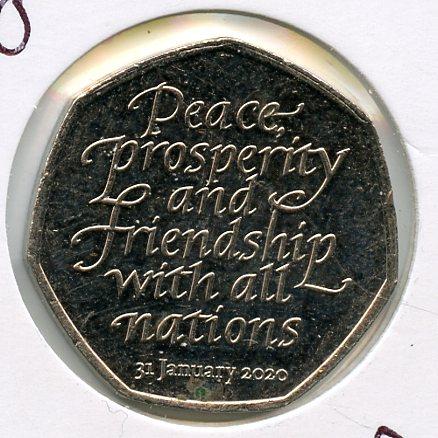 Peace,
prosperity
and
friendship
with all
nations
31 January 2020